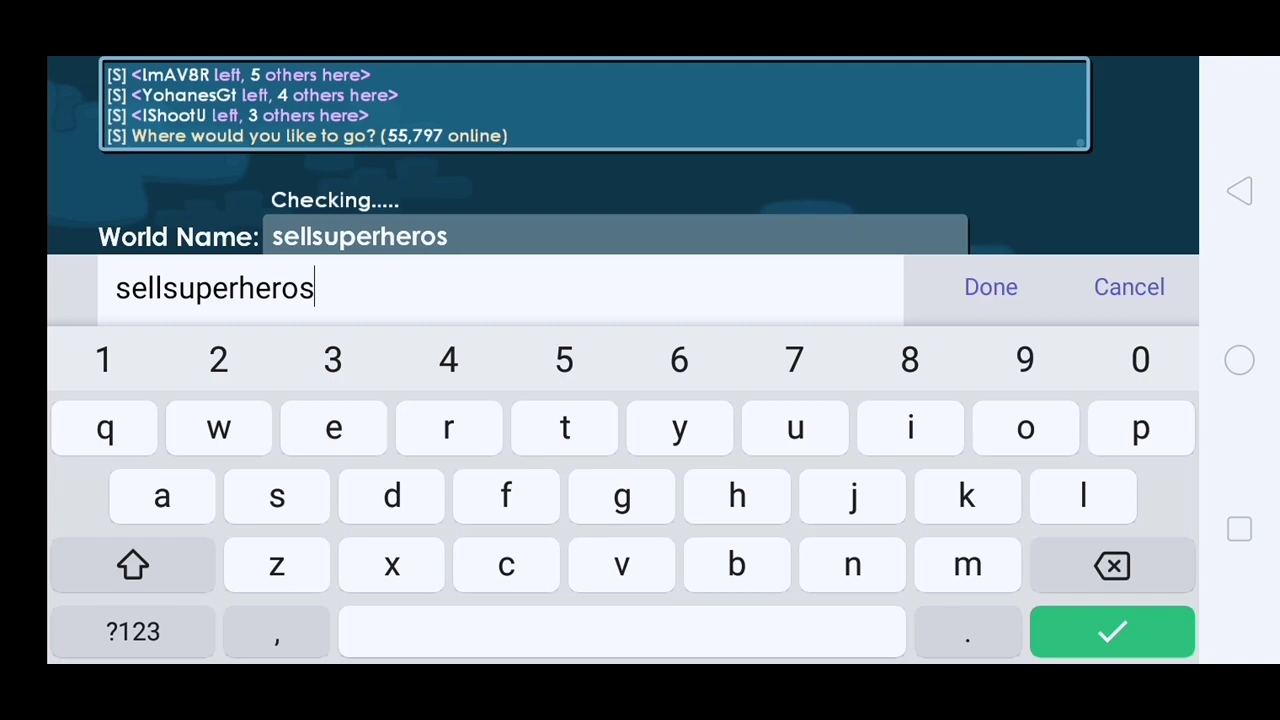 [S] <ImAV8R left, 5 others here>
[S] <YohanesGt left, 4 others here>
[S] <IShootU left, 3 others here>
[S] Where would you like to go? (55,797 online)
Checking.....
World Name: sellsuperheros
sellsuperheros Done Cancel
1 2 3 4 5 6 7 8 9 0
q w e r t y u i o p
a s d f g h j k l
z x c v b n m
?123 , .